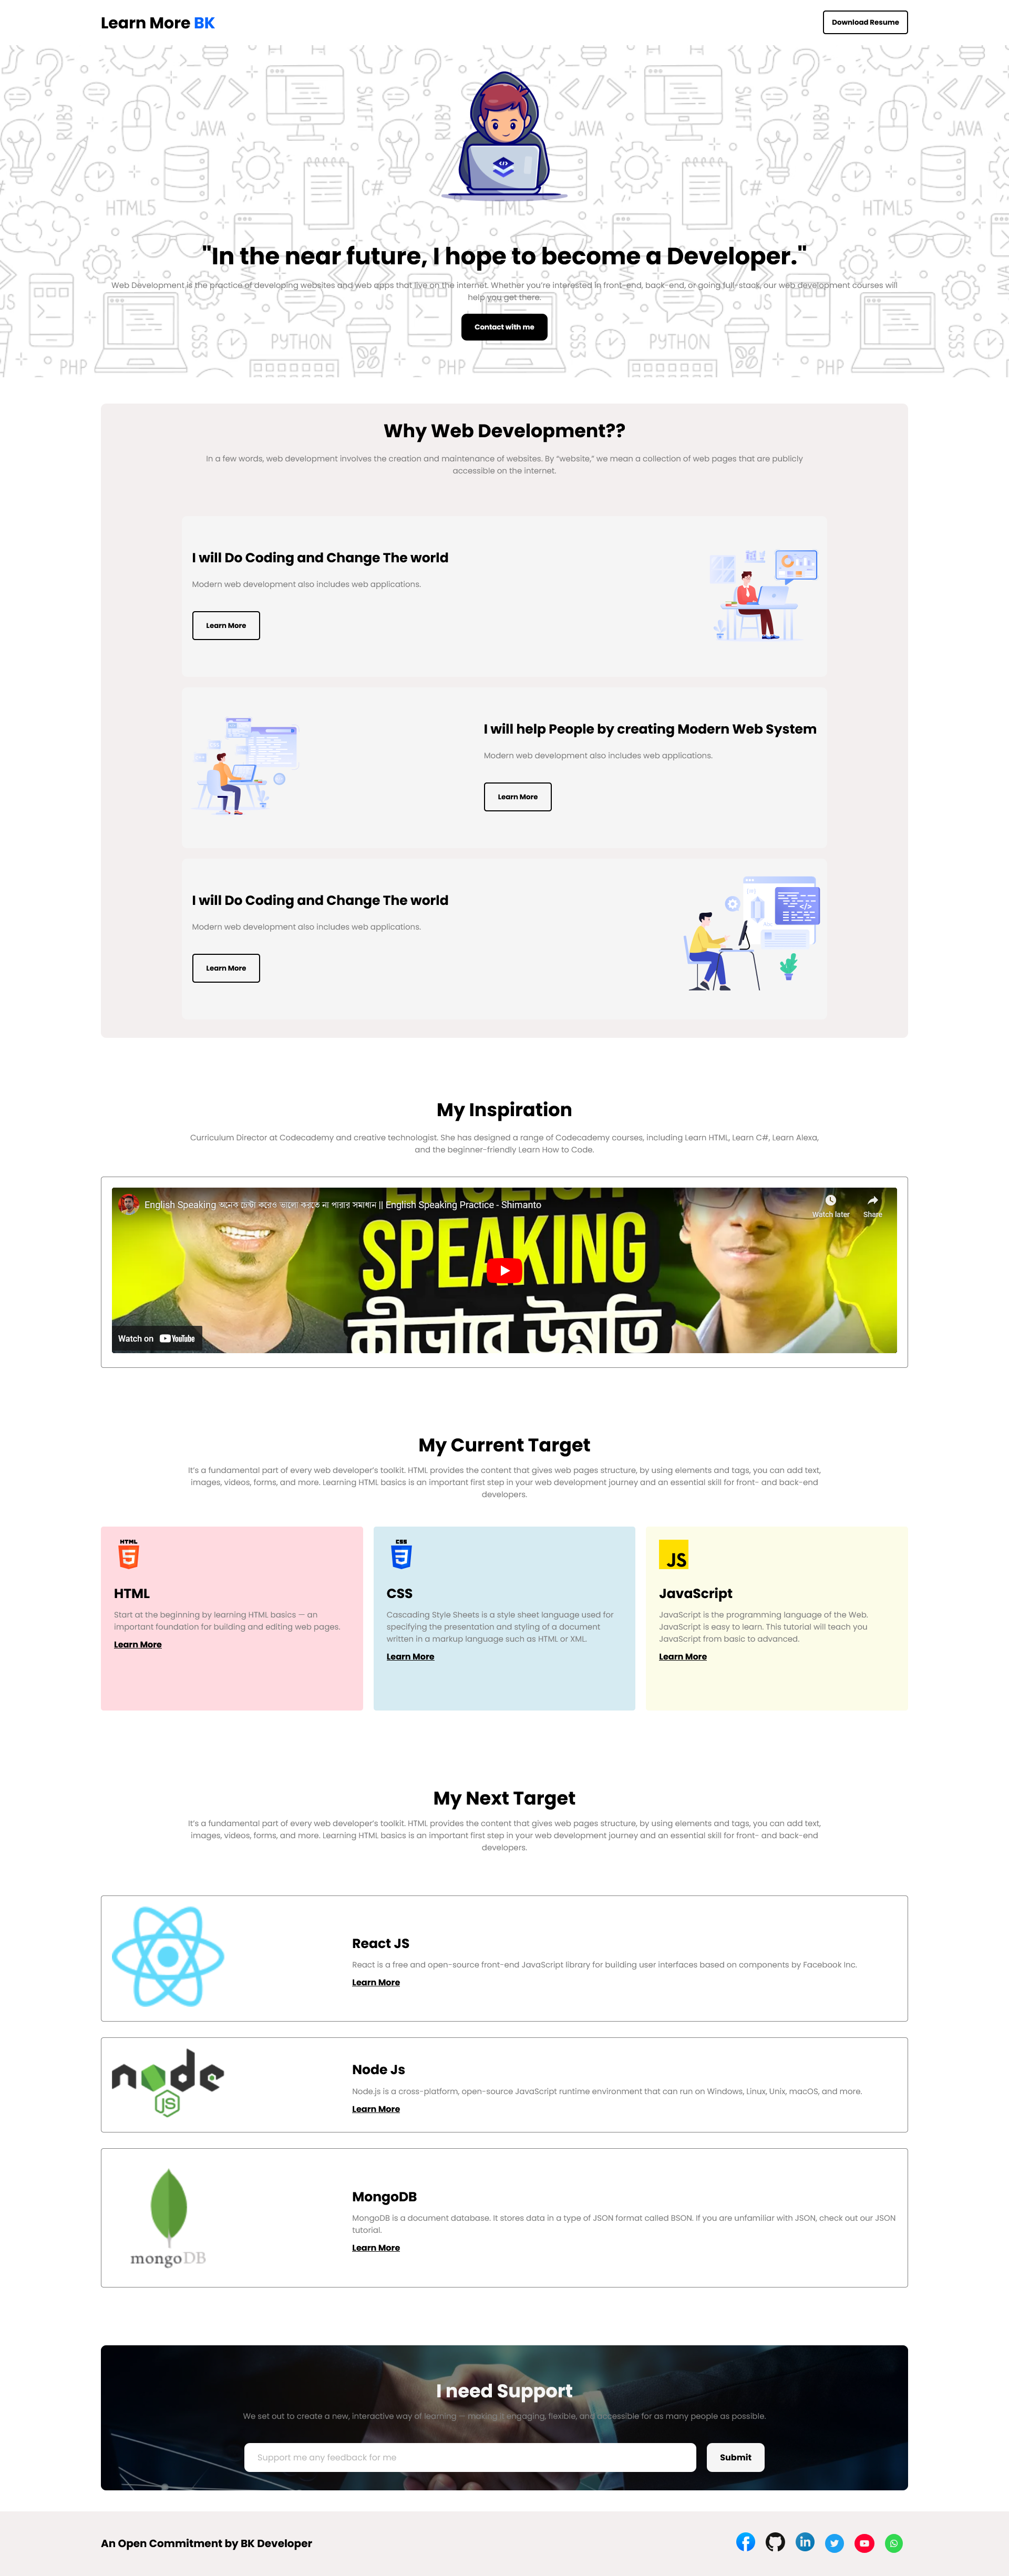 Learn More BK
Download Resume
JAVA
JAVA
SWIFT
SWIFT
C#
C#
HTML5
HTML5
HTML5
"In the near future, I hope to become a Developer."
Web Development is the practice of developing websites and web apps that live on the internet. Whether you're interested in front-end, back-end, or going full-stack, our web development courses will
help you get there.
Contact with me
PYTHON
PYTHON
CSS
CSS
PHP
PHP
PHP
Why Web Development??
In a few words, web development involves the creation and maintenance of websites. By "website," we mean a collection of web pages that are publicly
accessible on the internet.
I will Do Coding and Change The world
Modern web development also includes web applications.
Learn More
I will help People by creating Modern Web System
Modern web development also includes web applications.
Learn More
I will Do Coding and Change The world
Modern web development also includes web applications.
Learn More
My Inspiration
Curriculum Director at Codecademy and creative technologist. She has designed a range of Codecademy courses, including Learn HTML, Learn C#, Learn Alexa,
and the beginner-friendly Learn How to Code.
English Speaking অনেক চেষ্টা করেও ভালো করতে না পারার সমাধান || English Speaking Practice - Shimanto
Watch later
Share
ENGLISH
SPEAKING
কীভাবে উন্নতি
Watch on YouTube
My Current Target
It's a fundamental part of every web developer's toolkit. HTML provides the content that gives web pages structure, by using elements and tags, you can add text,
images, videos, forms, and more. Learning HTML basics is an important first step in your web development journey and an essential skill for front- and back-end
developers.
HTML
5
HTML
Start at the beginning by learning HTML basics — an
important foundation for building and editing web pages.
Learn More
CSS
3
CSS
Cascading Style Sheets is a style sheet language used for
specifying the presentation and styling of a document
written in a markup language such as HTML or XML.
Learn More
JS
JavaScript
JavaScript is the programming language of the Web.
JavaScript is easy to learn. This tutorial will teach you
JavaScript from basic to advanced.
Learn More
My Next Target
It's a fundamental part of every web developer's toolkit. HTML provides the content that gives web pages structure, by using elements and tags, you can add text,
images, videos, forms, and more. Learning HTML basics is an important first step in your web development journey and an essential skill for front- and back-end
developers.
React JS
React is a free and open-source front-end JavaScript library for building user interfaces based on components by Facebook Inc.
Learn More
node
JS
Node Js
Node.js is a cross-platform, open-source JavaScript runtime environment that can run on Windows, Linux, Unix, macOS, and more.
Learn More
mongoDB
MongoDB
MongoDB is a document database. It stores data in a type of JSON format called BSON. If you are unfamiliar with JSON, check out our JSON
tutorial.
Learn More
I need Support
We set out to create a new, interactive way of learning — making it engaging, flexible, and accessible for as many people as possible.
Support me any feedback for me
Submit
An Open Commitment by BK Developer